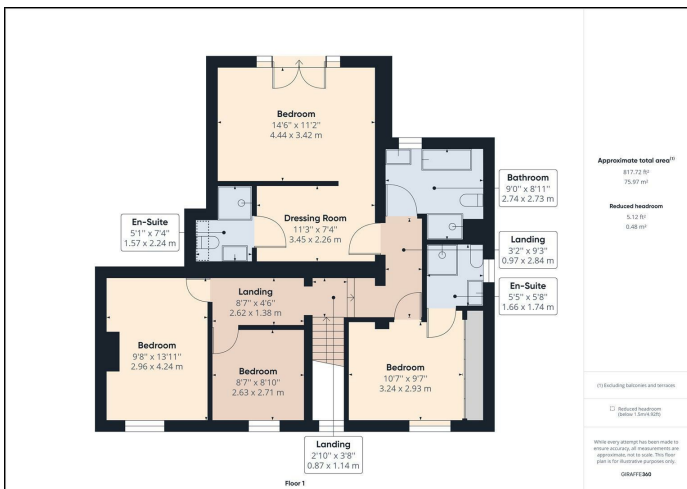 Bedroom
14'6" x 11'2"
4.44 x 3.42 m
Bathroom
9'0" x 8'11"
2.74 x 2.73 m
En-Suite
5'1" x 7'4"
1.57 x 2.24 m
Dressing Room
11'3" x 7'4"
3.45 x 2.26 m
Landing
3'2" x 9'3"
0.97 x 2.84 m
En-Suite
5'5" x 5'8"
1.66 x 1.74 m
Landing
8'7" x 4'6"
2.62 x 1.38 m
Bedroom
9'8" x 13'11"
2.96 x 4.24 m
Bedroom
8'7" x 8'10"
2.63 x 2.71 m
Bedroom
10'7" x 9'7"
3.24 x 2.93 m
Landing
2'10" x 3'8"
0.87 x 1.14 m
Floor 1
Approximate total area(1)
817.72 ft²
75.97 m²
Reduced headroom
5.12 ft²
0.48 m²
(1) Excluding balconies and terraces
Reduced headroom
(below 1.5m/4.92ft)
While every attempt has been made to
ensure accuracy, all measurements are
approximate, not to scale. This floor
plan is for illustrative purposes only.
GIRAFFE360